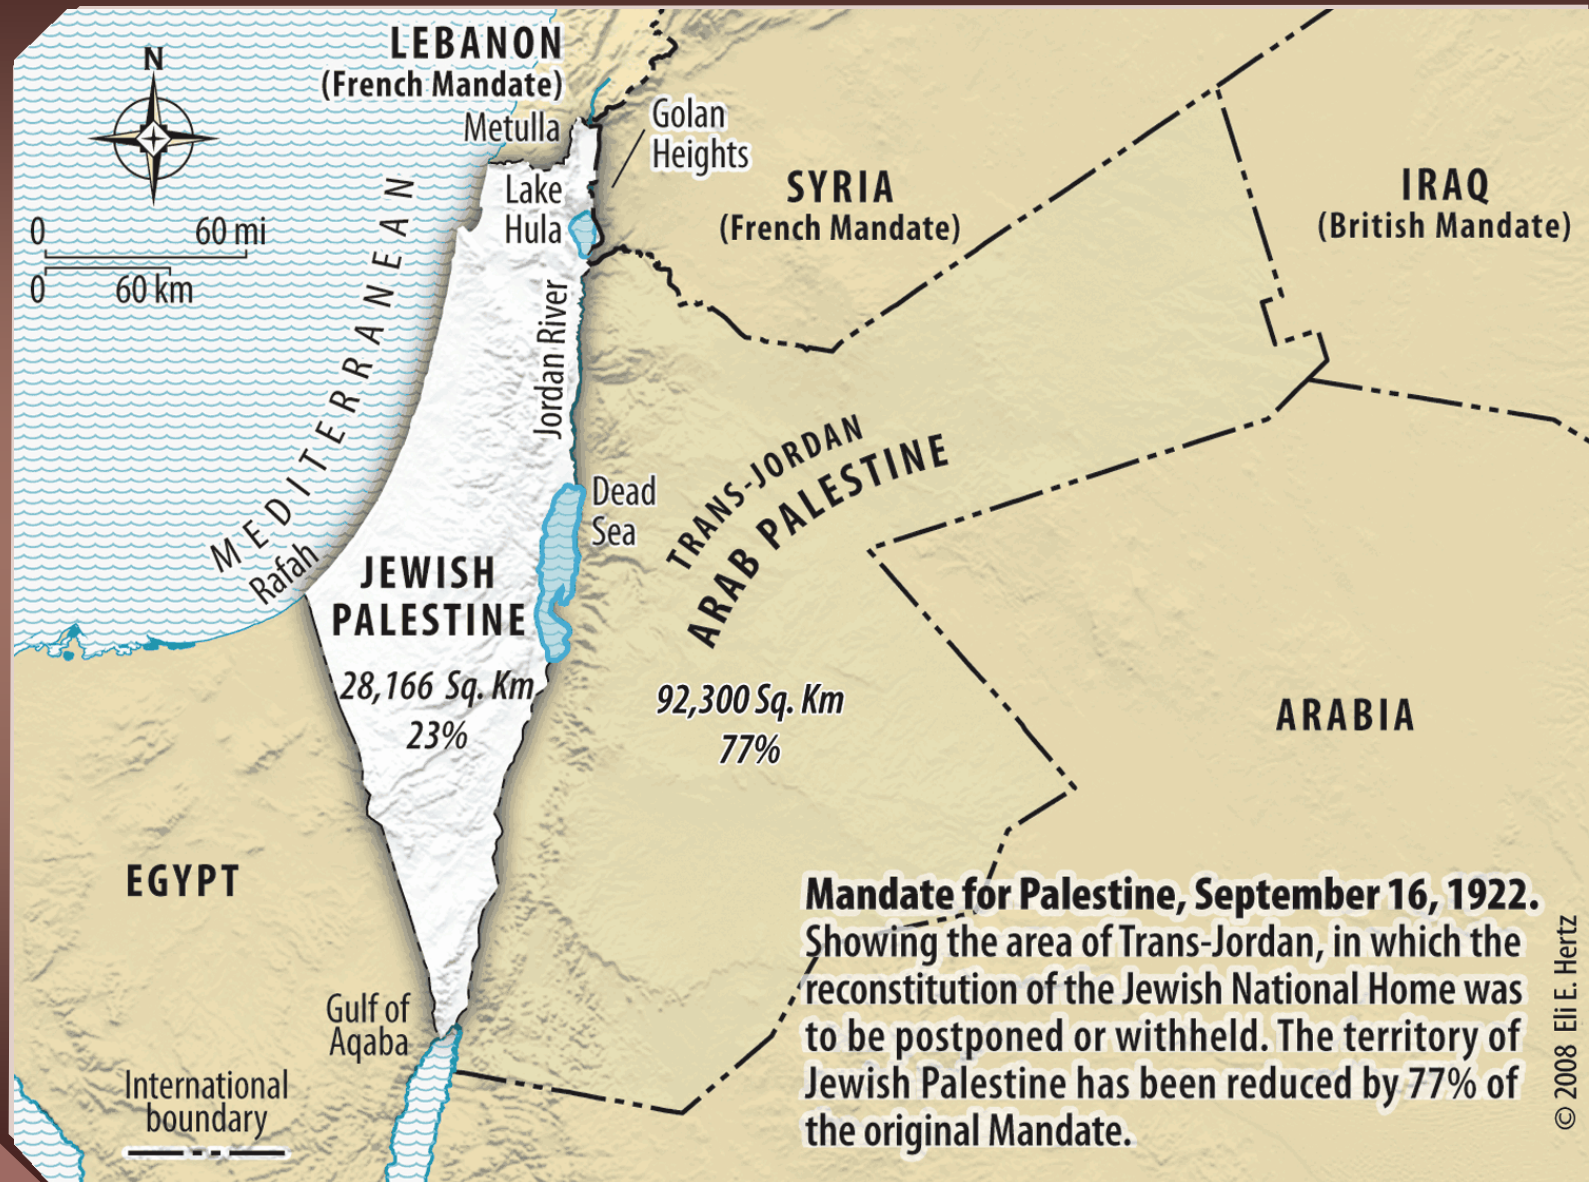 LEBANON
(French Mandate)
N
Metulla
Golan
Heights
Lake
Hula
SYRIA
(French Mandate)
IRAQ
(British Mandate)
0 60 mi
0 60 km
MEDITERRANEAN
Jordan River
TRANS-JORDAN
ARAB PALESTINE
Dead
Sea
Rafah
JEWISH
PALESTINE
28,166 Sq. Km
23%
92,300 Sq. Km
77%
ARABIA
EGYPT
Gulf of
Aqaba
International
boundary
Mandate for Palestine, September 16, 1922.
Showing the area of Trans-Jordan, in which the
reconstitution of the Jewish National Home was
to be postponed or withheld. The territory of
Jewish Palestine has been reduced by 77% of
the original Mandate.
© 2008 Eli E. Hertz